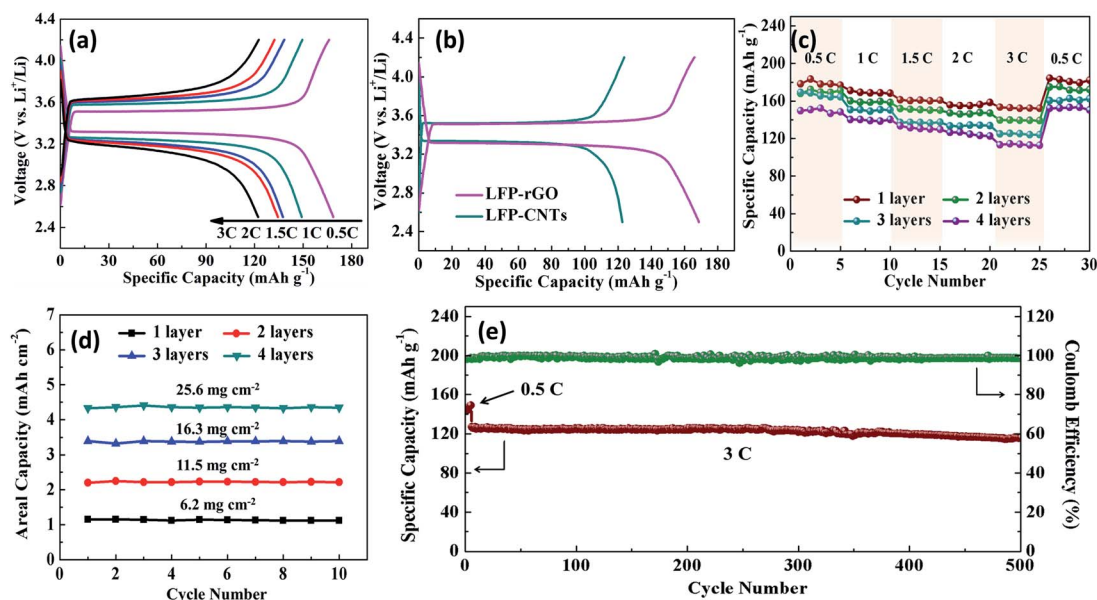 (a)
Voltage (V vs. Li⁺/Li)
4.2
3.6
3.0
2.4
3C 2C 1.5C 1C 0.5C
0 30 60 90 120 150 180
Specific Capacity (mAh g⁻¹)
(b)
Voltage (V vs. Li⁺/Li)
4.2
3.6
3.0
2.4
LFP-rGO
LFP-CNTs
0 20 40 60 80 100 120 140 160 180
Specific Capacity (mAh g⁻¹)
(c)
Specific Capacity (mAh g⁻¹)
240
200
160
120
80
40
0
0.5 C 1 C 1.5 C 2 C 3 C 0.5 C
1 layer 2 layers
3 layers 4 layers
0 5 10 15 20 25 30
Cycle Number
(d)
Areal Capacity (mAh cm⁻²)
7
6
5
4
3
2
1
0
1 layer 2 layers
3 layers 4 layers
25.6 mg cm⁻²
16.3 mg cm⁻²
11.5 mg cm⁻²
6.2 mg cm⁻²
0 2 4 6 8 10
Cycle Number
(e)
Specific Capacity (mAh g⁻¹)
240
200
160
120
80
40
0
0.5 C
3 C
120
100
80
60
40
20
0
Coulomb Efficiency (%)
0 100 200 300 400 500
Cycle Number